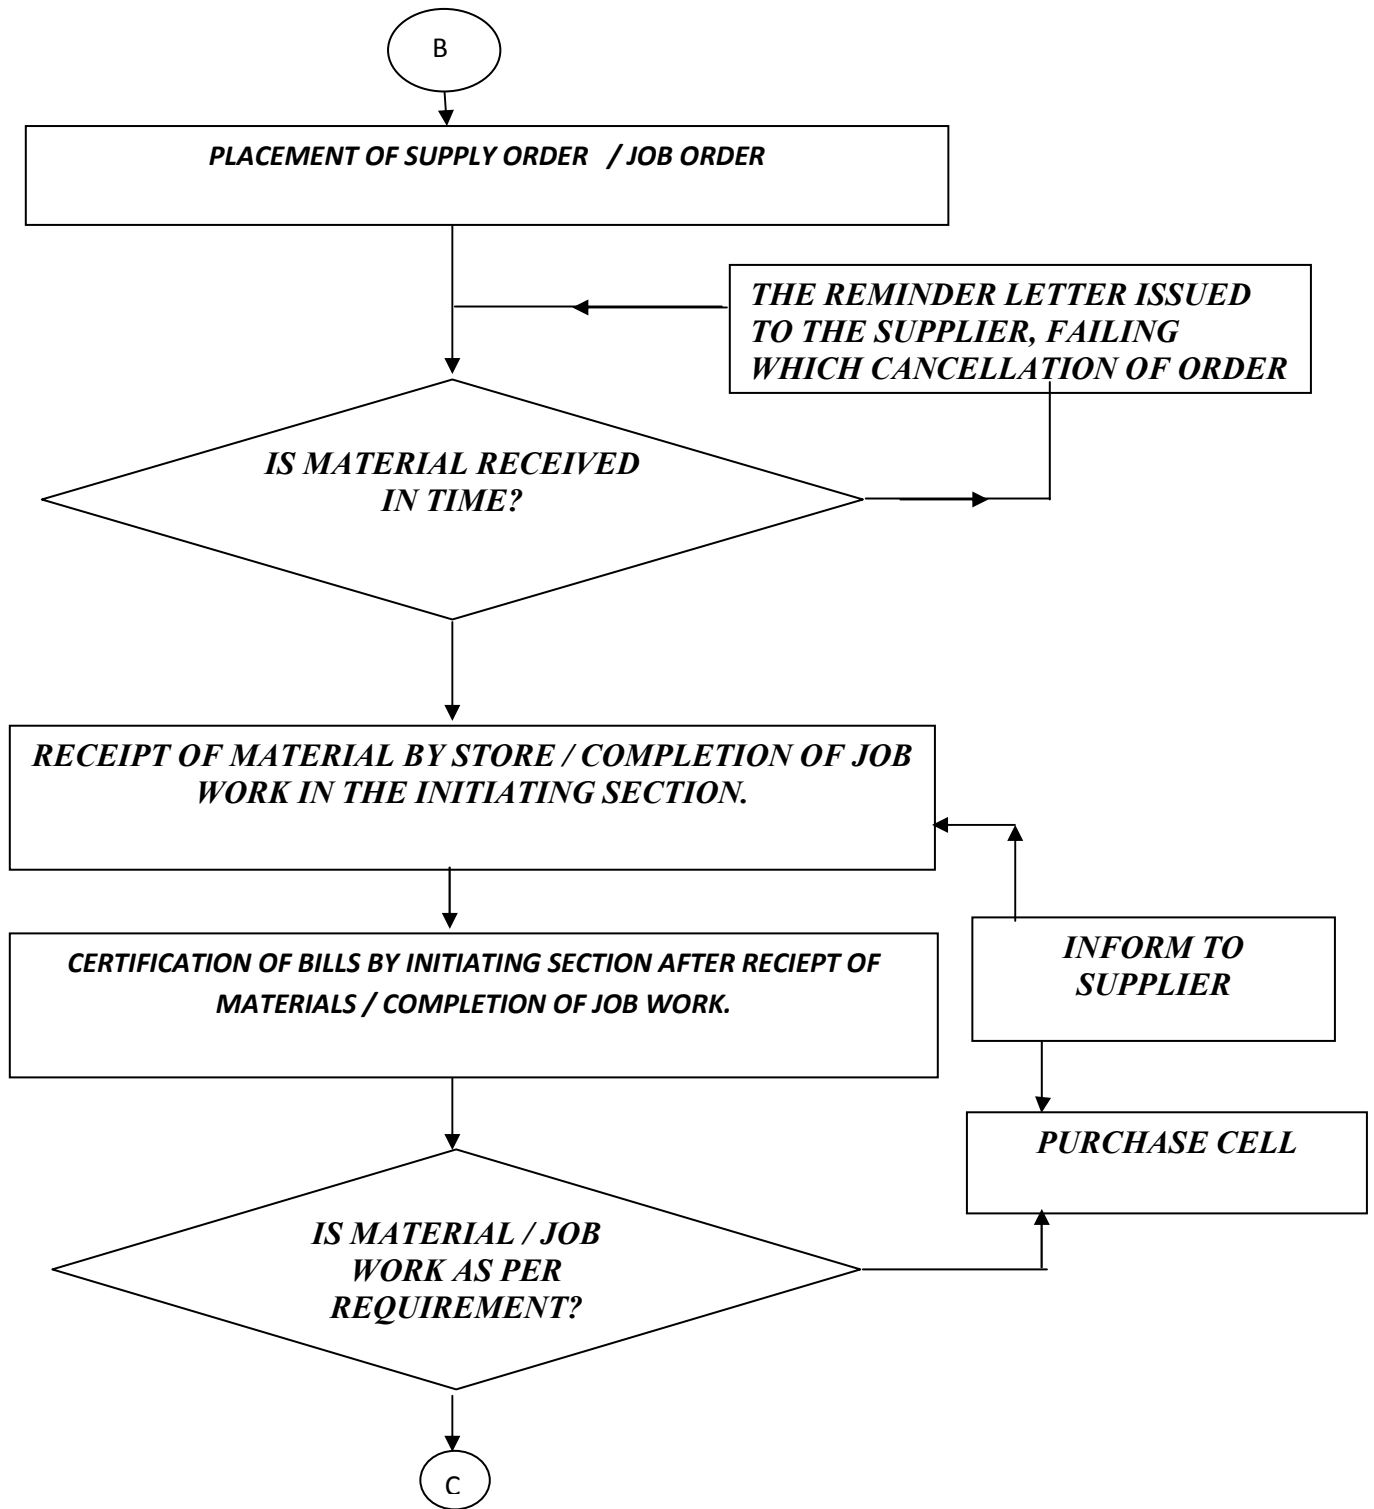 B
PLACEMENT OF SUPPLY ORDER / JOB ORDER
THE REMINDER LETTER ISSUED
TO THE SUPPLIER, FAILING
WHICH CANCELLATION OF ORDER
IS MATERIAL RECEIVED
IN TIME?
RECEIPT OF MATERIAL BY STORE / COMPLETION OF JOB
WORK IN THE INITIATING SECTION.
CERTIFICATION OF BILLS BY INITIATING SECTION AFTER RECIEPT OF
MATERIALS / COMPLETION OF JOB WORK.
INFORM TO
SUPPLIER
PURCHASE CELL
IS MATERIAL / JOB
WORK AS PER
REQUIREMENT?
C